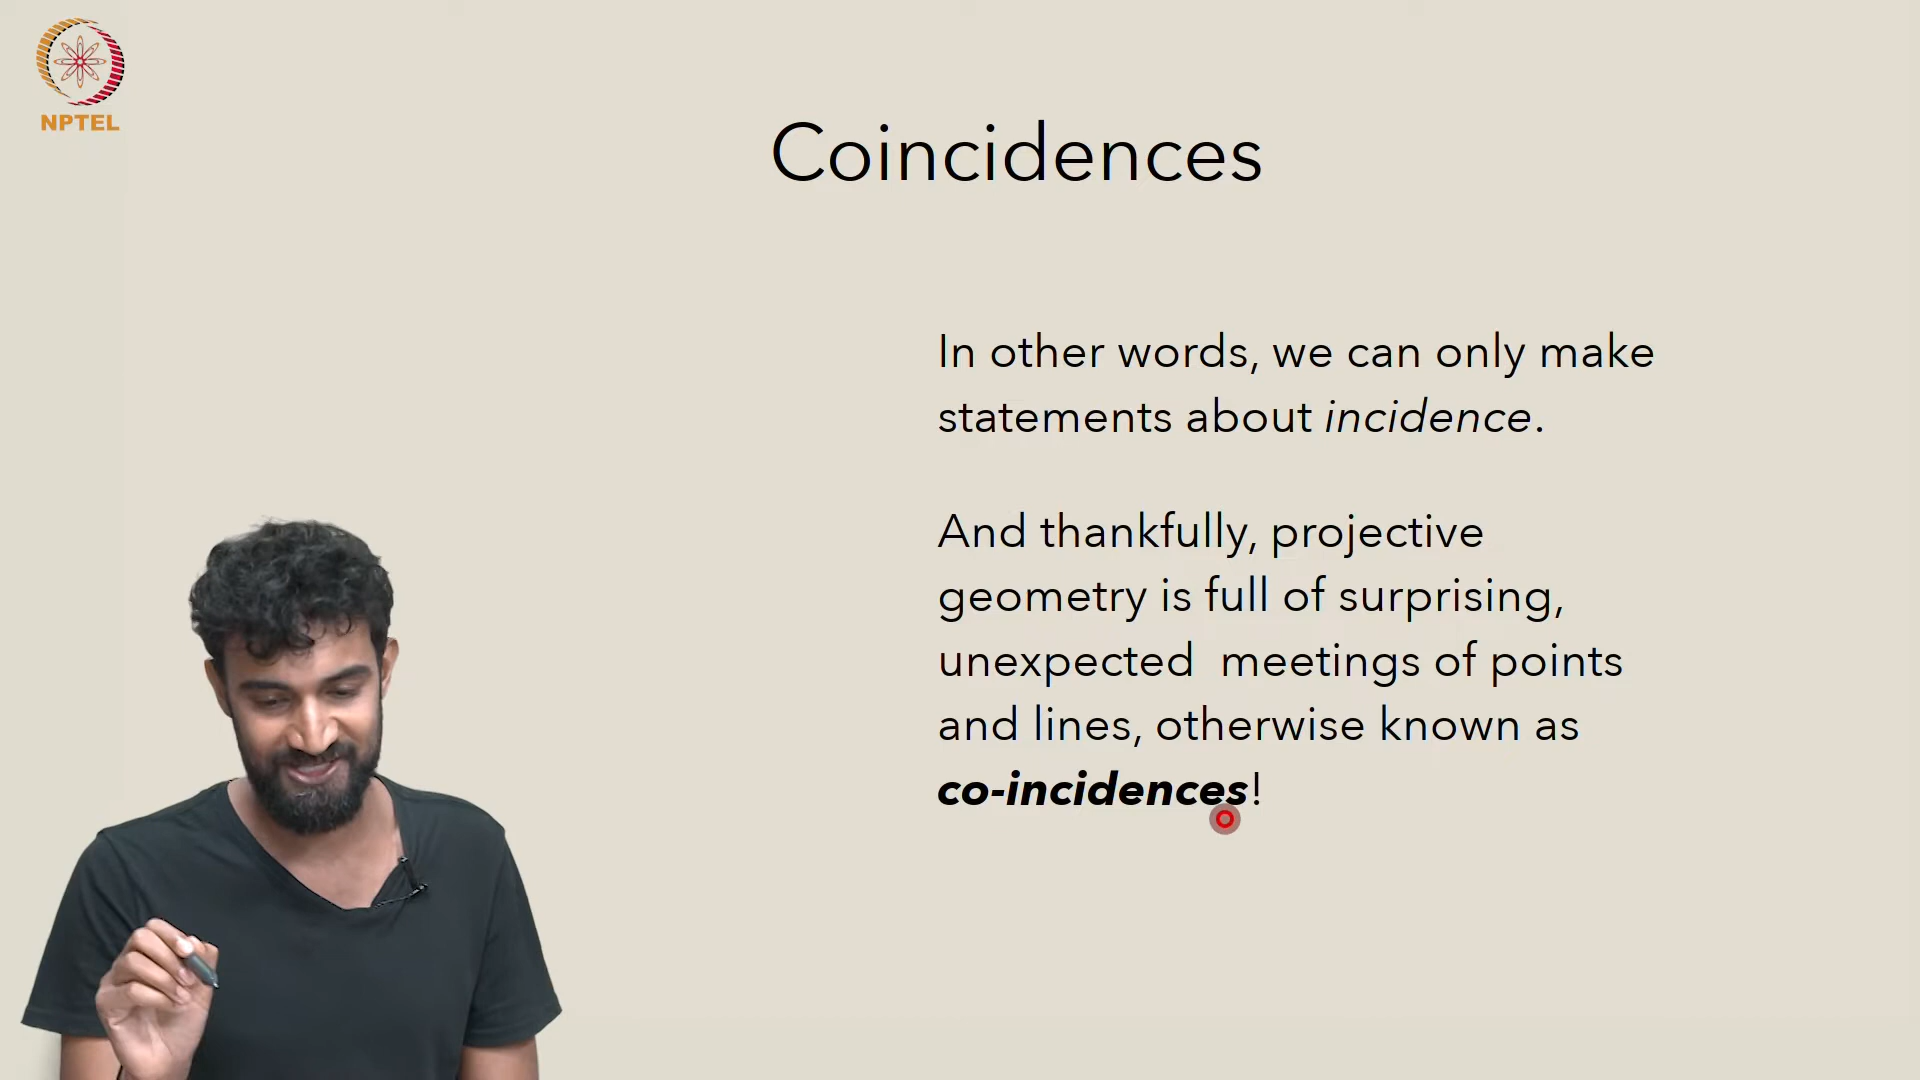 NPTEL
Coincidences
In other words, we can only make
statements about incidence.
And thankfully, projective
geometry is full of surprising,
unexpected  meetings of points
and lines, otherwise known as
co-incidences!